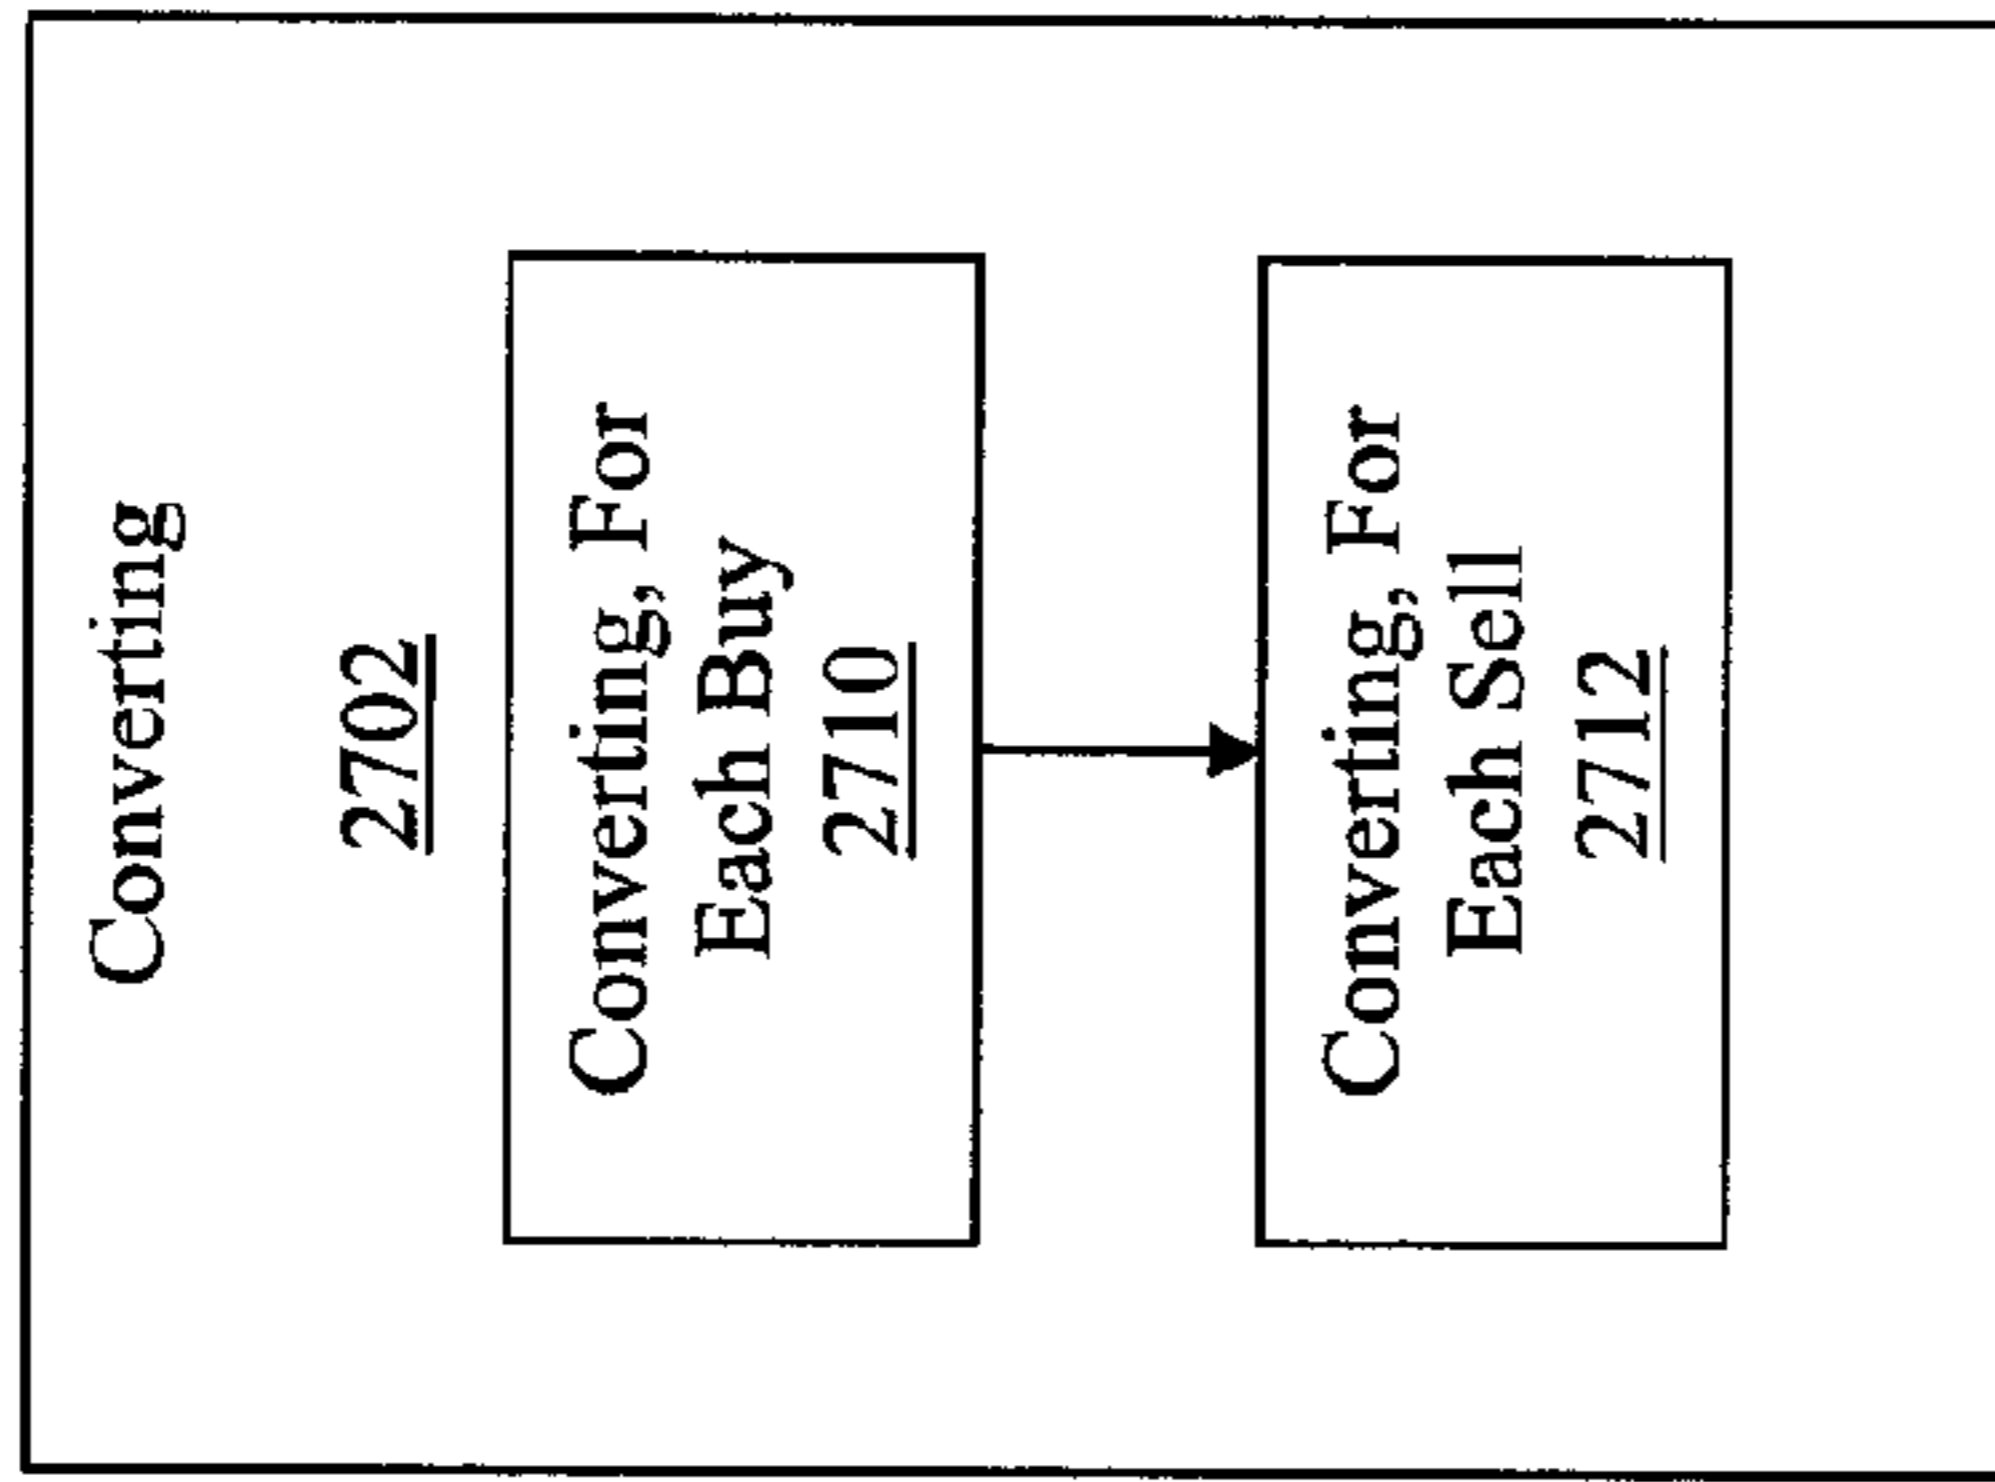 Converting
2702
Converting, For
Each Buy
2710
Converting, For
Each Sell
2712